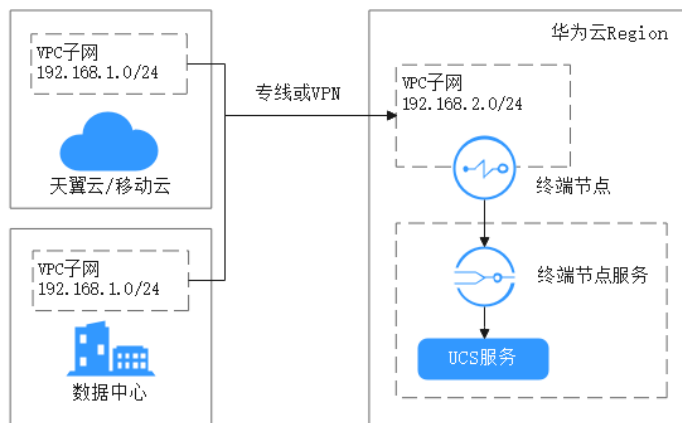 VPC子网
192.168.1.0/24
天翼云/移动云
VPC子网
192.168.1.0/24
数据中心
专线或VPN
华为云Region
VPC子网
192.168.2.0/24
终端节点
终端节点服务
UCS服务